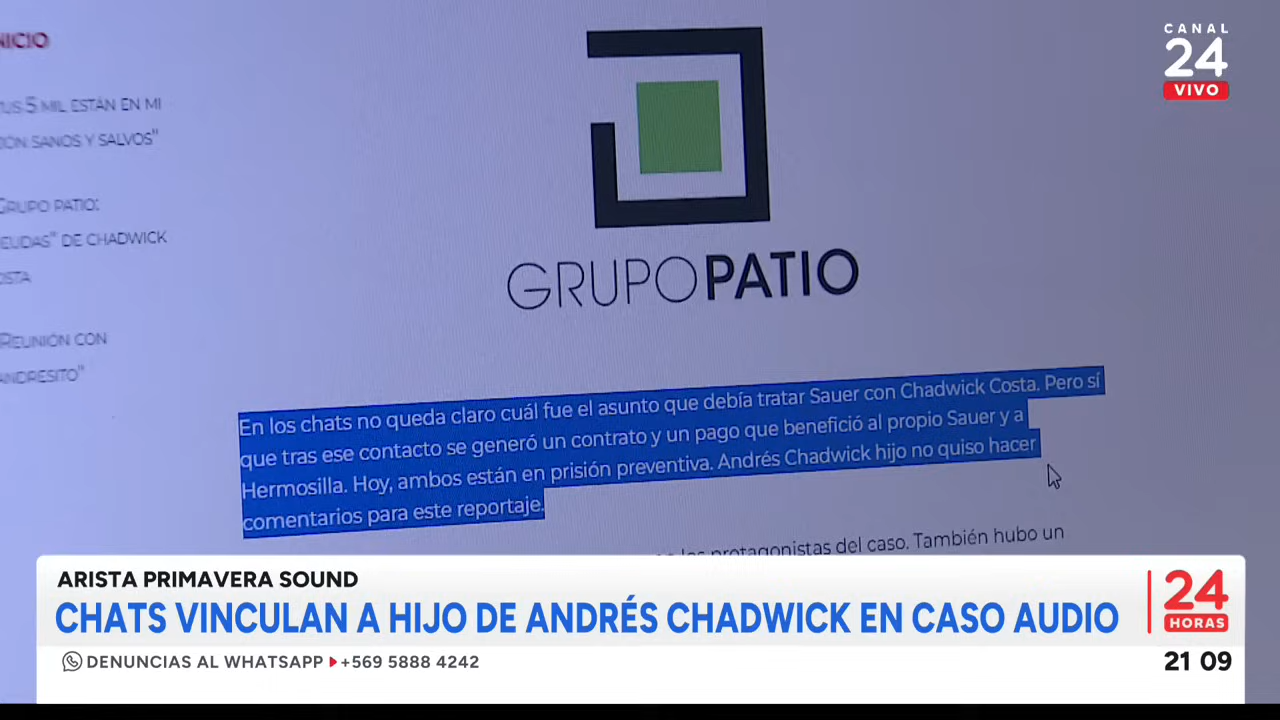 CANAL
24
VIVO
NICIO
TUS 5 MIL ESTÁN EN MI
SANOS Y SALVOS"
GRUPO PATIO:
DE CHADWICK
REUNIÓN CON
ANDRESITO"
GRUPOPATIO
En los chats no queda claro cuál fue el asunto que debía tratar Sauer con Chadwick Costa. Pero sí
que tras ese contacto se generó un contrato y un pago que benefició al propio Sauer y a
Hermosilla. Hoy, ambos están en prisión preventiva. Andrés Chadwick hijo no quiso hacer
comentarios para este reportaje.
los protagonistas del caso. También hubo un
ARISTA PRIMAVERA SOUND
CHATS VINCULAN A HIJO DE ANDRÉS CHADWICK EN CASO AUDIO
24
HORAS
DENUNCIAS AL WHATSAPP +569 5888 4242
21 09